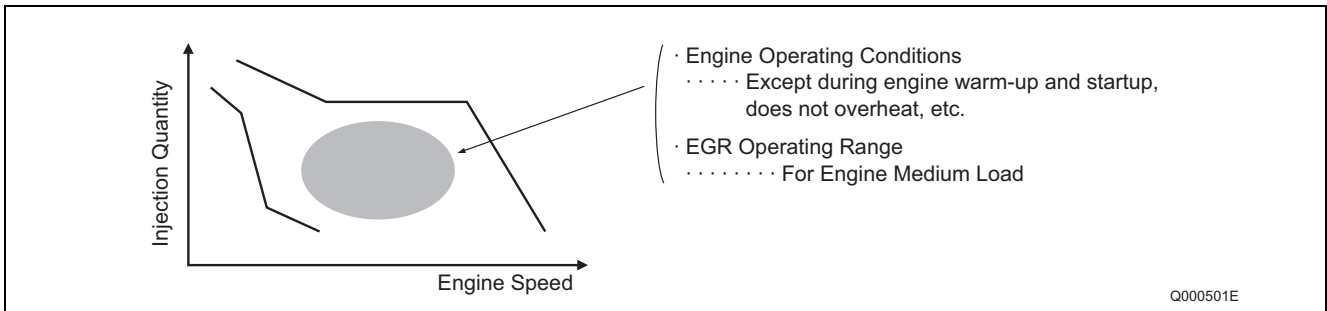 Injection Quantity
Engine Speed
· Engine Operating Conditions
· · · · · Except during engine warm-up and startup,
does not overheat, etc.
· EGR Operating Range
· · · · · · · · For Engine Medium Load
Q000501E